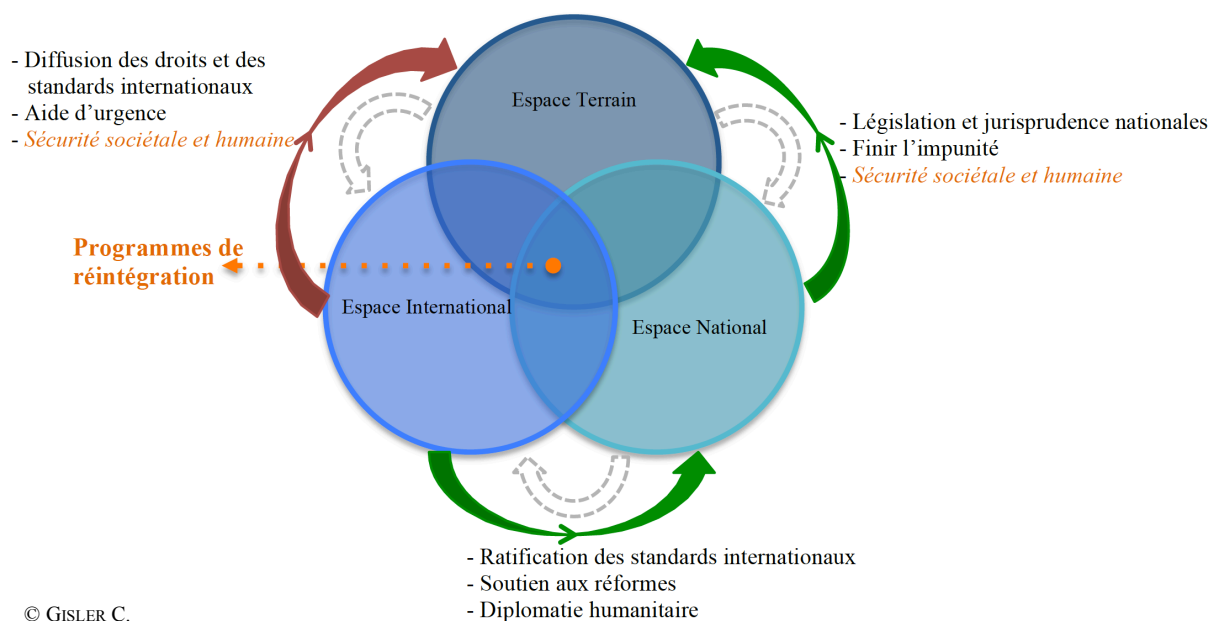 - Diffusion des droits et des
standards internationaux
- Aide d’urgence
- Sécurité sociétale et humaine
Espace Terrain
- Législation et jurisprudence nationales
- Finir l’impunité
- Sécurité sociétale et humaine
Programmes de
réintégration
Espace International
Espace National
- Ratification des standards internationaux
- Soutien aux réformes
- Diplomatie humanitaire
© GISLER C.